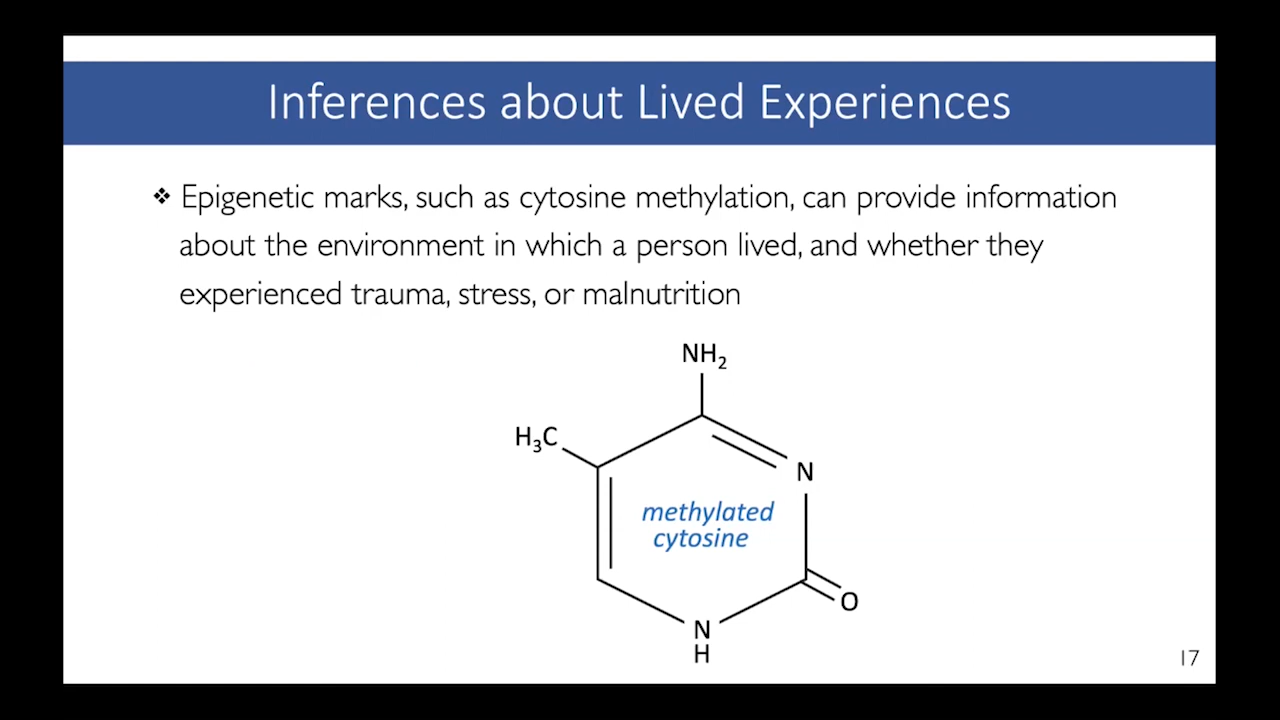 Inferences about Lived Experiences
❖ Epigenetic marks, such as cytosine methylation, can provide information
about the environment in which a person lived, and whether they
experienced trauma, stress, or malnutrition
NH₂
H₃C
N
methylated
cytosine
O
N
H
17